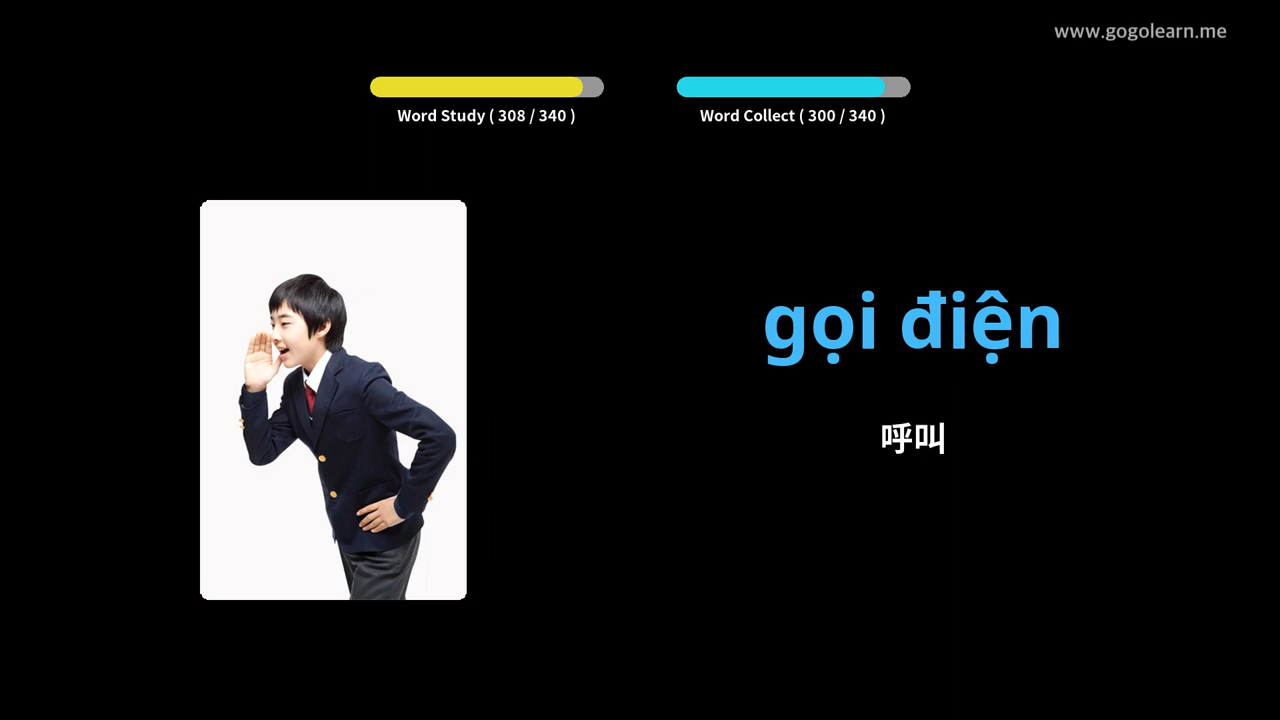 www.gogolearn.me
Word Study ( 308 / 340 )
Word Collect ( 300 / 340 )
gọi điện
呼叫